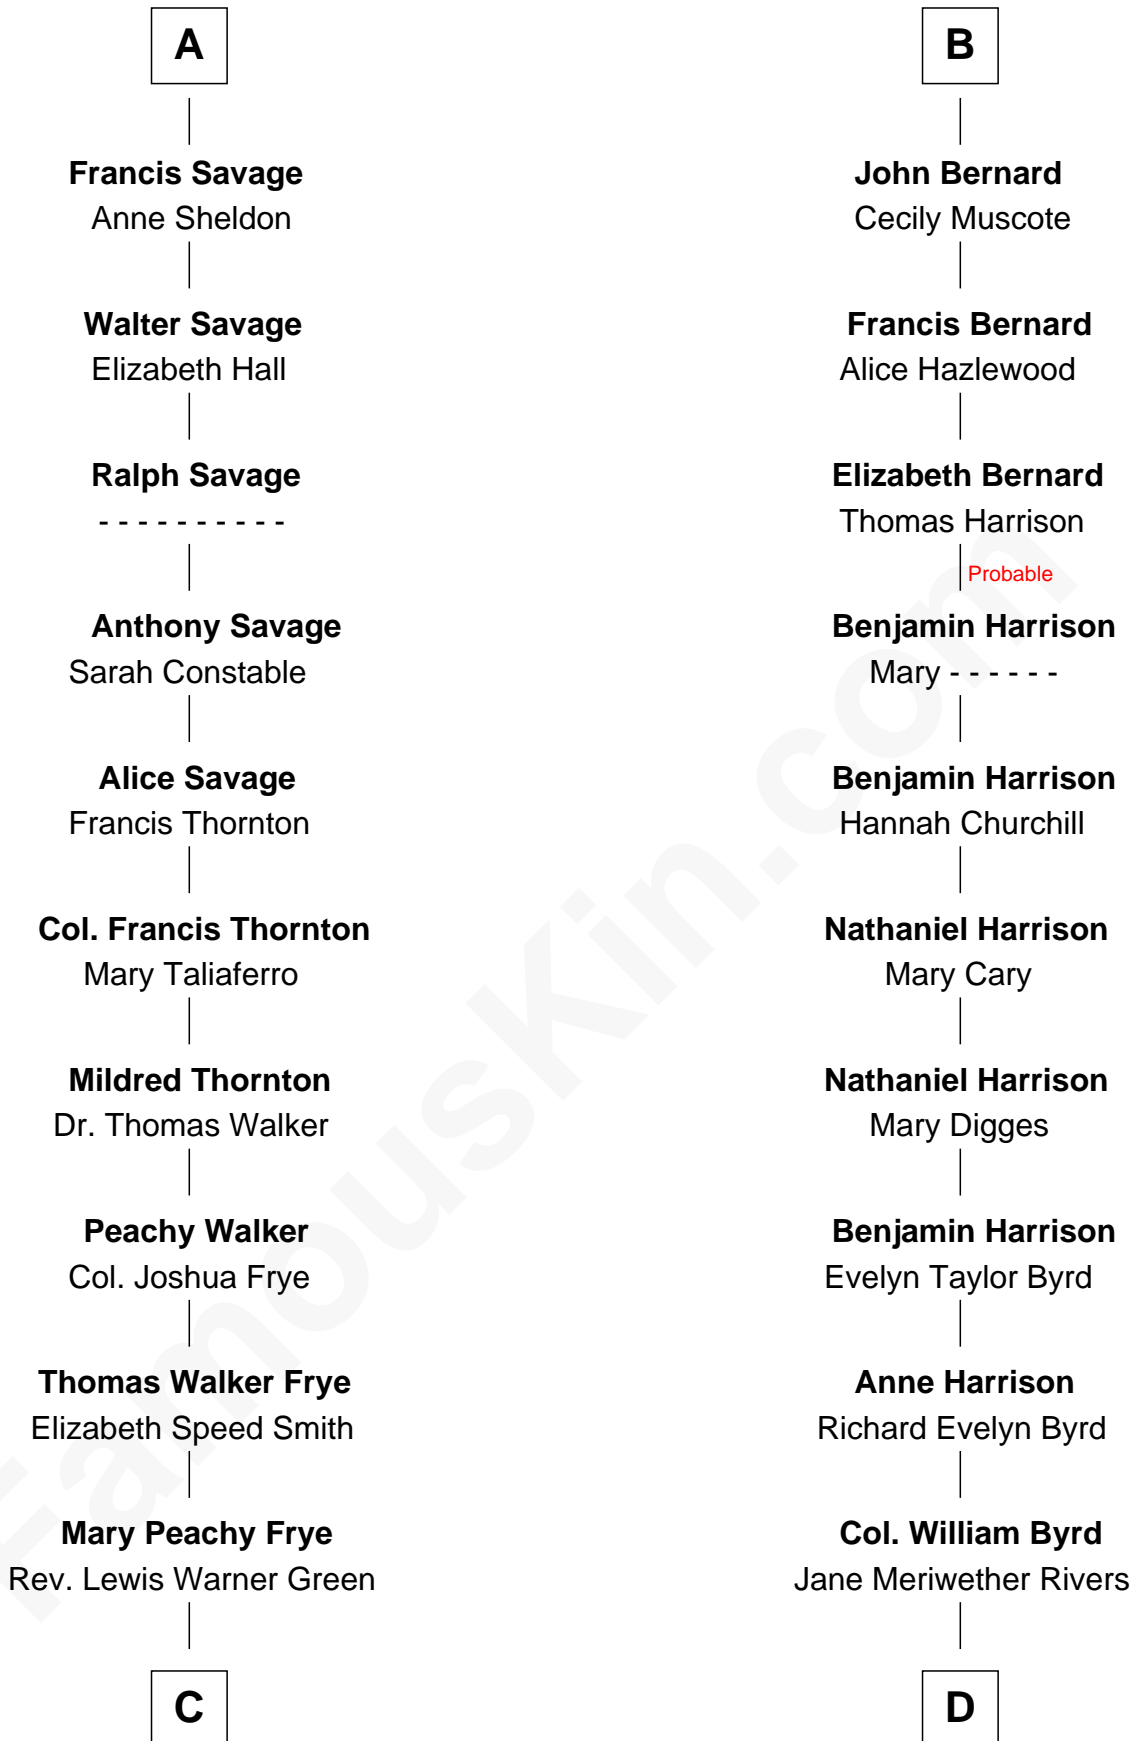 A
Francis Savage
Anne Sheldon
Walter Savage
Elizabeth Hall
Ralph Savage
- - - - - - - - - -
Anthony Savage
Sarah Constable
Alice Savage
Francis Thornton
Col. Francis Thornton
Mary Taliaferro
Mildred Thornton
Dr. Thomas Walker
Peachy Walker
Col. Joshua Frye
Thomas Walker Frye
Elizabeth Speed Smith
Mary Peachy Frye
Rev. Lewis Warner Green
C
B
John Bernard
Cecily Muscote
Francis Bernard
Alice Hazlewood
Elizabeth Bernard
Thomas Harrison
Probable
Benjamin Harrison
Mary - - - - - -
Benjamin Harrison
Hannah Churchill
Nathaniel Harrison
Mary Cary
Nathaniel Harrison
Mary Digges
Benjamin Harrison
Evelyn Taylor Byrd
Anne Harrison
Richard Evelyn Byrd
Col. William Byrd
Jane Meriwether Rivers
D
FamousKin.com